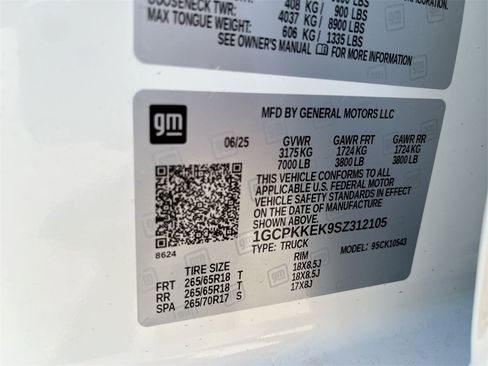 408 KG / 900 LBS
GOOSENECK TWR:
4037 KG / 8900 LBS
MAX TONGUE WEIGHT:
606 KG / 1335 LBS
SEE OWNER'S MANUAL FOR MORE INFORMATION
gm
MFD BY GENERAL MOTORS LLC
06/25 GVWR GAWR FRT GAWR RR
3175 KG 1724 KG 1724 KG
7000 LB 3800 LB 3800 LB
THIS VEHICLE CONFORMS TO ALL
APPLICABLE U.S. FEDERAL MOTOR
VEHICLE SAFETY STANDARDS IN EFFECT
ON THE DATE OF MANUFACTURE
SHOWN ABOVE.
1GCPKKEK9SZ312105
TYPE: TRUCK MODEL: 95CK10543
8624
TIRE SIZE RIM
FRT 265/65R18 T 18X8.5J
RR 265/65R18 T 18X8.5J
SPA 265/70R17 S 17X8J